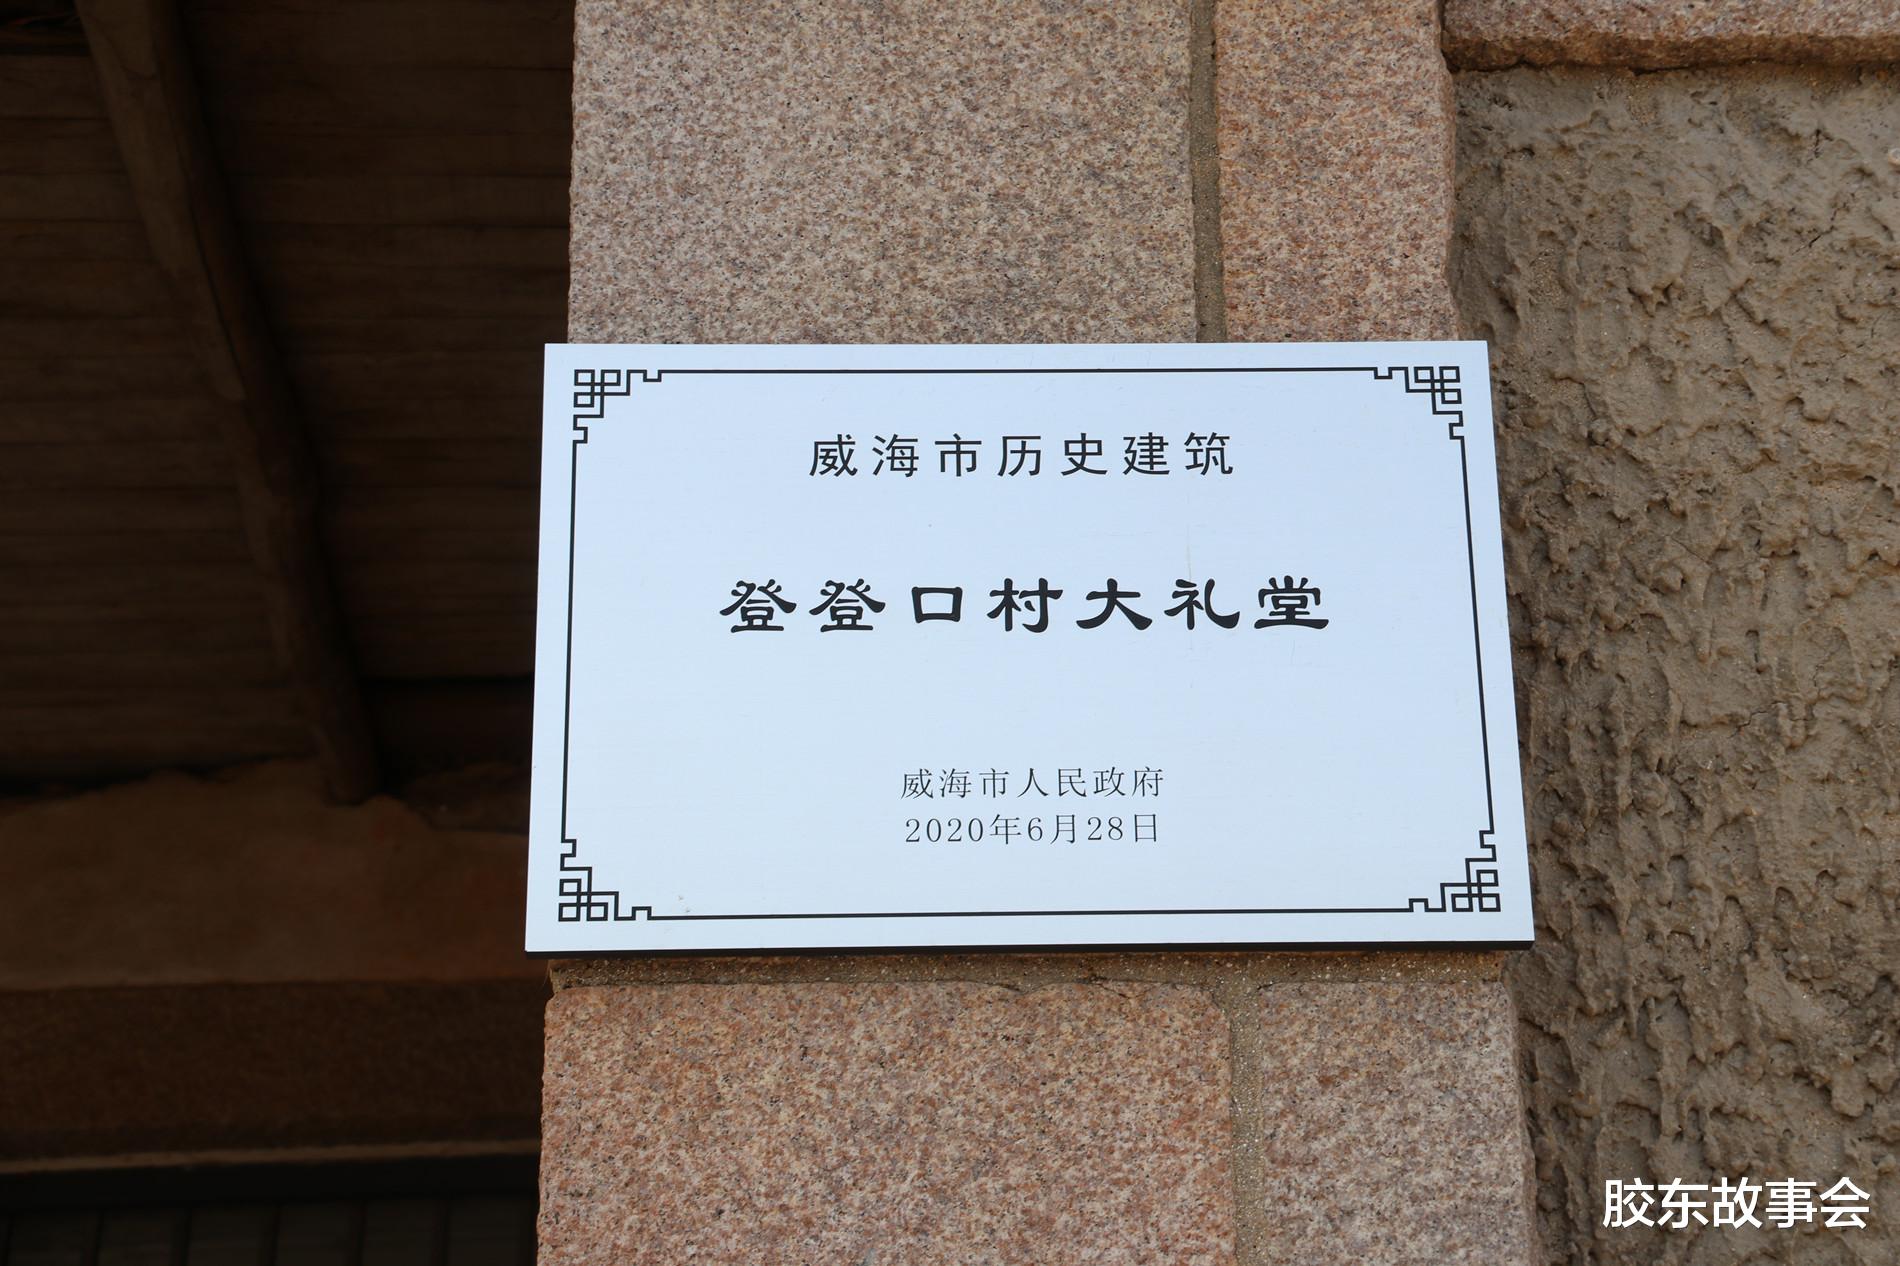 威海市历史建筑
登登口村大礼堂
威海市人民政府
2020年6月28日
胶东故事会